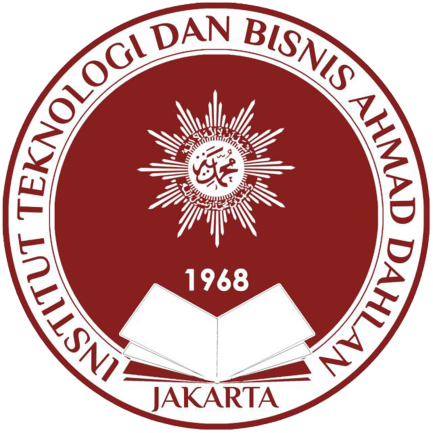 INSTITUT TEKNOLOGI DAN BISNIS AHMAD DAHLAN
1968
JAKARTA